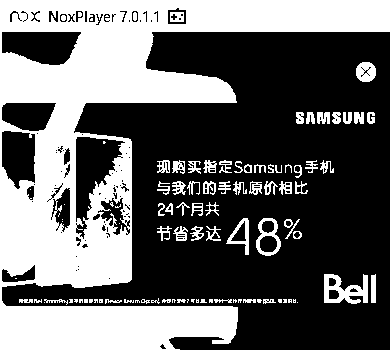 nox NoxPlayer 7.0.1.1
SAMSUNG
现购买指定Samsung手机
与我们的手机原价相比
24个月共
节省多达48%
Bell